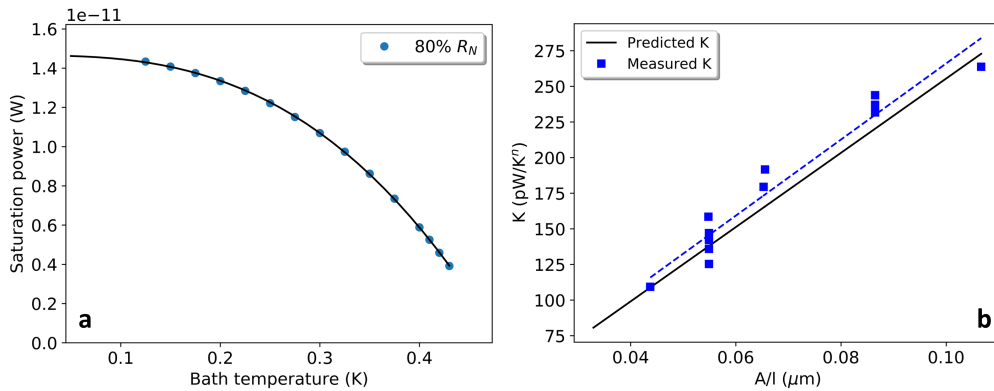 1e−11
1.6
1.4
1.2
1.0
0.8
0.6
0.4
0.2
0.0
Saturation power (W)
80% R_N
a
0.1
0.2
0.3
0.4
Bath temperature (K)
275
250
225
200
175
150
125
100
75
K (pW/Kⁿ)
Predicted K
Measured K
b
0.04
0.06
0.08
0.10
A/l (μm)